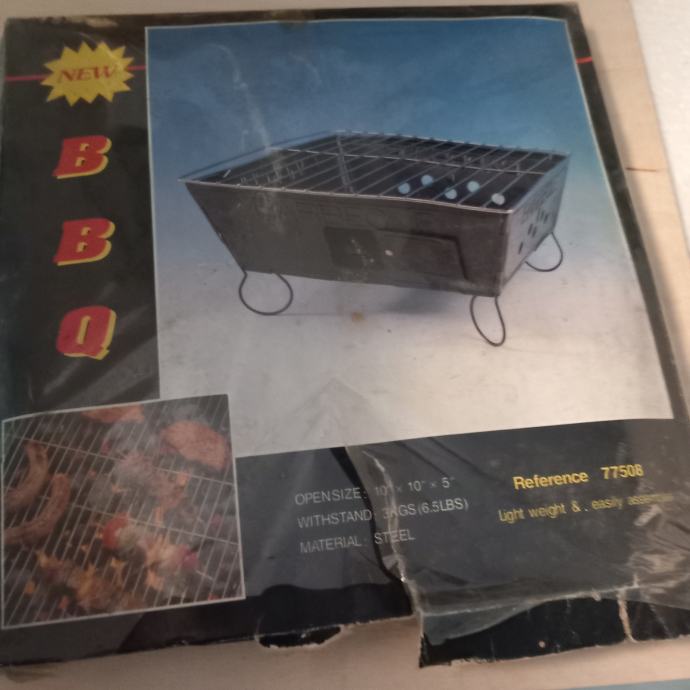 NEW
B
B
Q
OPEN SIZE: 10" × 10" × 5"
WITHSTAND: 3KGS (6.5LBS)
MATERIAL: STEEL
Reference 77508
Light weight & . easily